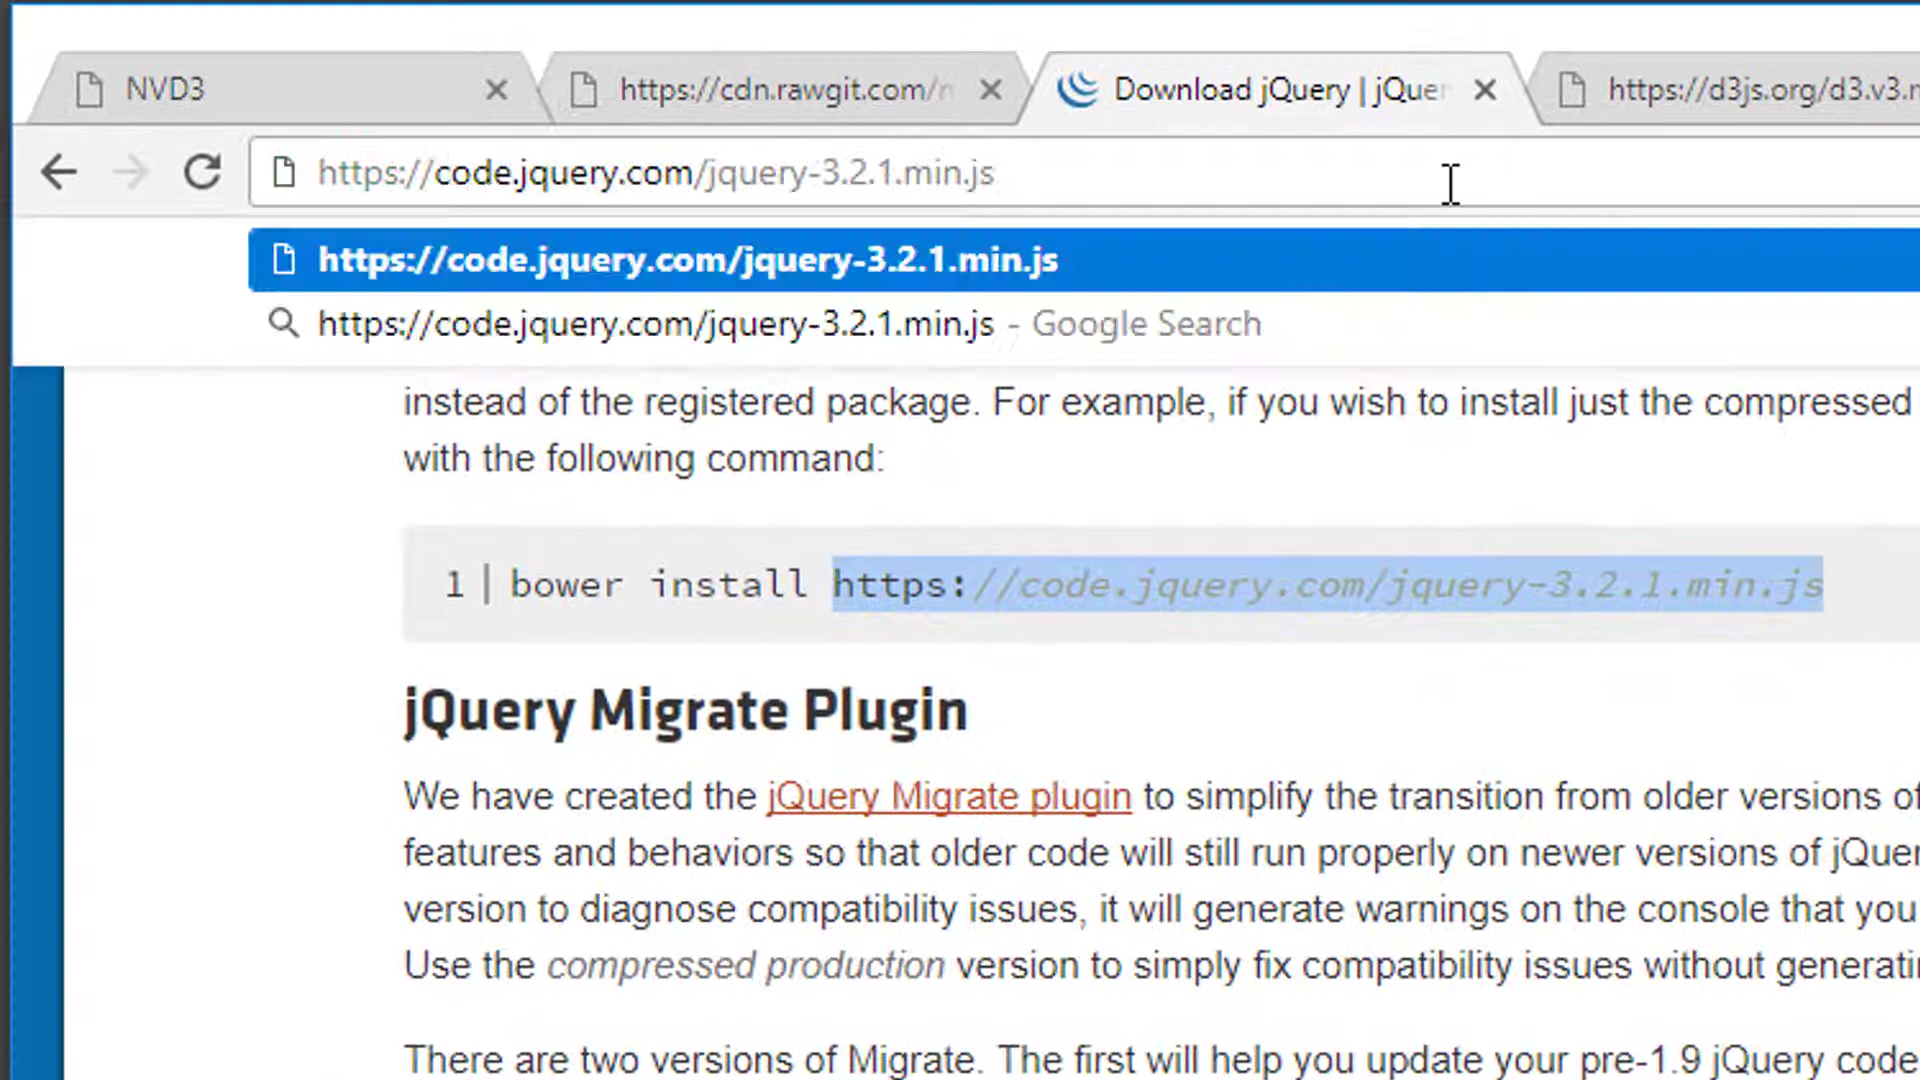 NVD3
https://cdn.rawgit.com/
Download jQuery | jQuer
https://d3js.org/d3.v3.
https://code.jquery.com/jquery-3.2.1.min.js
https://code.jquery.com/jquery-3.2.1.min.js
https://code.jquery.com/jquery-3.2.1.min.js - Google Search
instead of the registered package. For example, if you wish to install just the compressed
with the following command:
1 | bower install https://code.jquery.com/jquery-3.2.1.min.js
jQuery Migrate Plugin
We have created the jQuery Migrate plugin to simplify the transition from older versions of
features and behaviors so that older code will still run properly on newer versions of jQuer
version to diagnose compatibility issues, it will generate warnings on the console that you
Use the compressed production version to simply fix compatibility issues without generati
There are two versions of Migrate. The first will help you update your pre-1.9 jQuery code